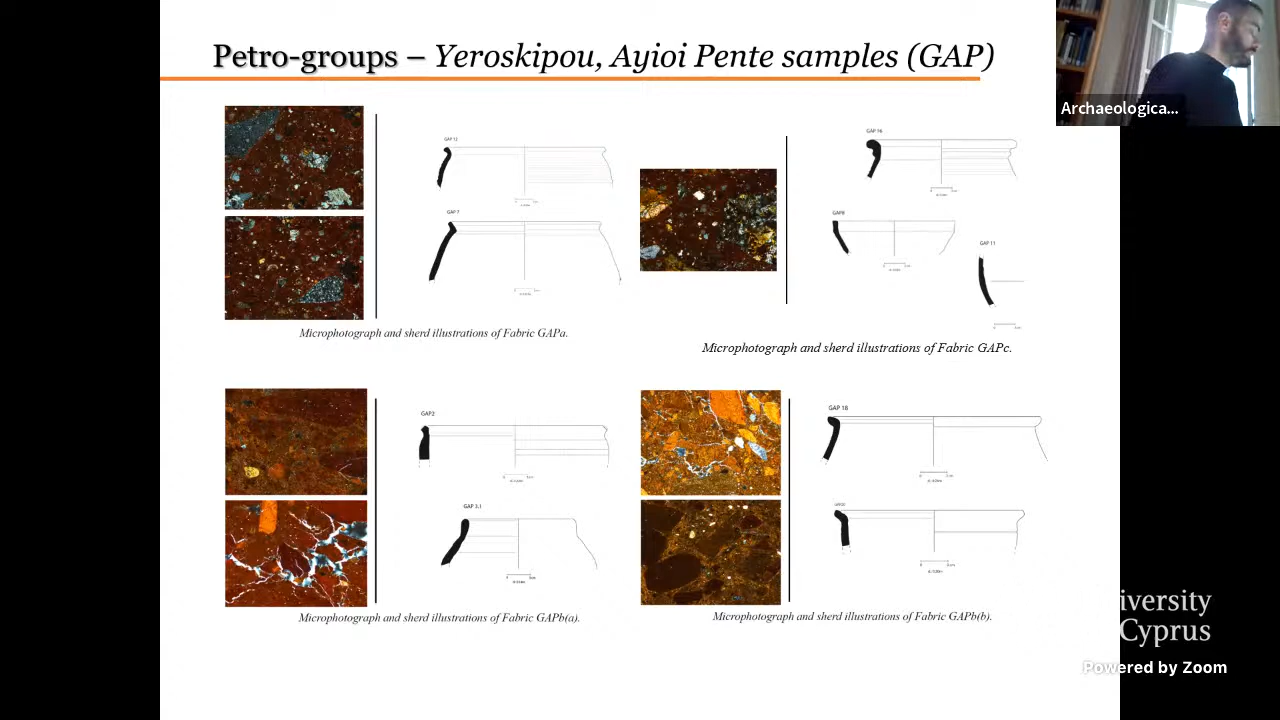 Petro-groups – Yeroskipou, Ayioi Pente samples (GAP)
Archaeologica...
GAP 12
GAP 7
Microphotograph and sherd illustrations of Fabric GAPa.
GAP 16
GAP8
GAP 11
Microphotograph and sherd illustrations of Fabric GAPc.
GAP2
GAP 3.1
Microphotograph and sherd illustrations of Fabric GAPb(a).
GAP 18
Microphotograph and sherd illustrations of Fabric GAPb(b).
iversity
Cyprus
Powered by Zoom